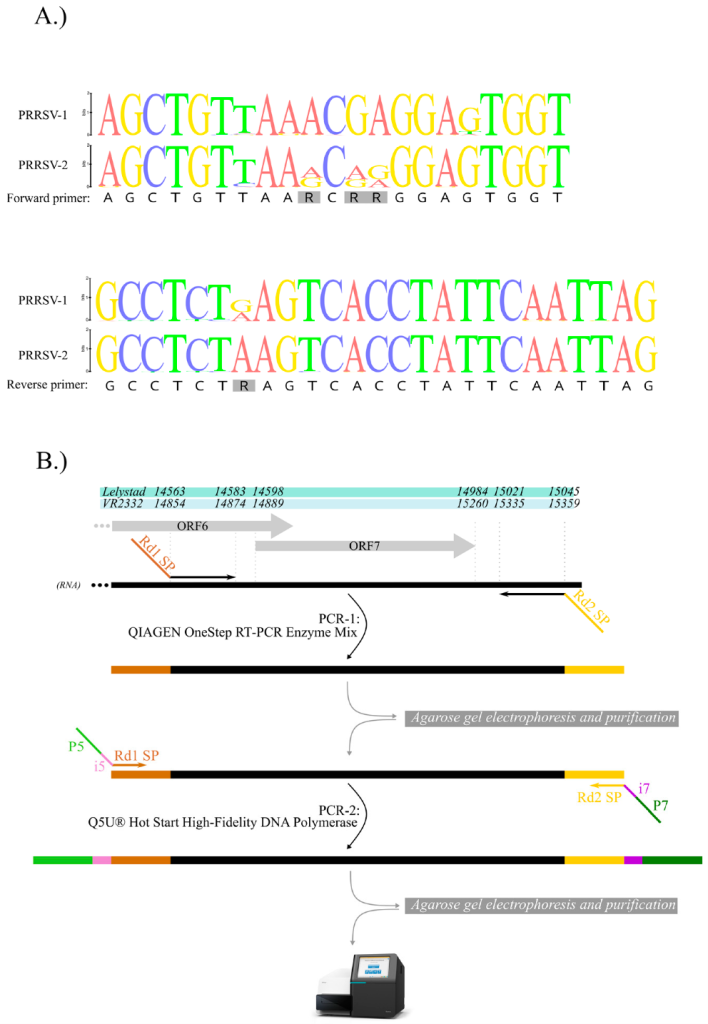 A.)
PRRSV-1
AGCTGTTAAACGAGGAGTGGT
PRRSV-2
AGCTGTTAAACAGGGAGTGGT
Forward primer: A G C T G T T A A R C R R G G A G T G G T
PRRSV-1
GCCTCTGAGTCACCTATTCAATTAG
PRRSV-2
GCCTCTAAGTCACCTATTCAATTAG
Reverse primer: G C C T C T R A G T C A C C T A T T C A A T T A G
B.)
Lelystad 14563 14583 14598 14984 15021 15045
VR2332 14854 14874 14889 15260 15335 15359
ORF6
ORF7
Rd1 SP
(RNA)
Rd2 SP
PCR-1:
QIAGEN OneStep RT-PCR Enzyme Mix
Agarose gel electrophoresis and purification
P5
i5
Rd1 SP
Rd2 SP
i7
P7
PCR-2:
Q5U® Hot Start High-Fidelity DNA Polymerase
Agarose gel electrophoresis and purification